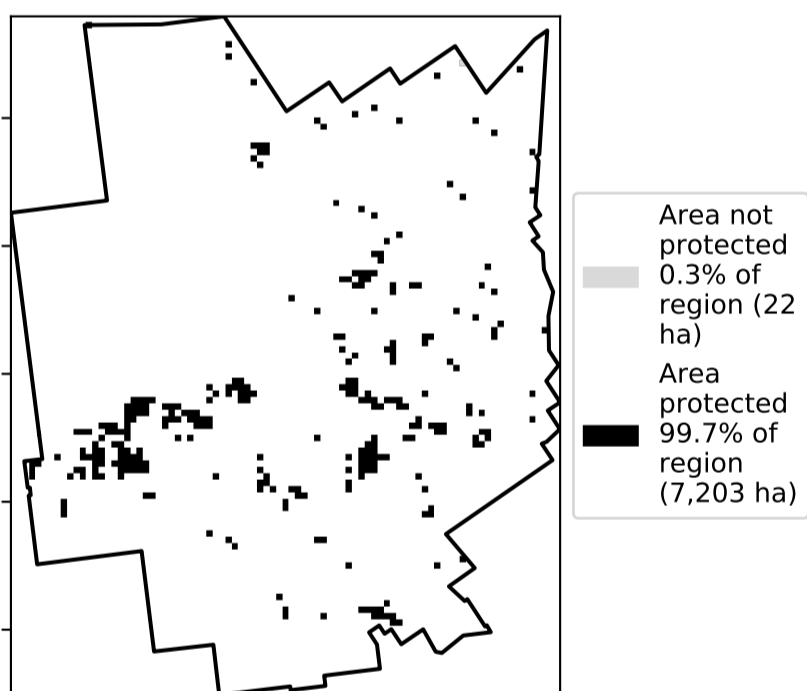 Area not
protected
0.3% of
region (22
ha)
Area
protected
99.7% of
region
(7,203 ha)